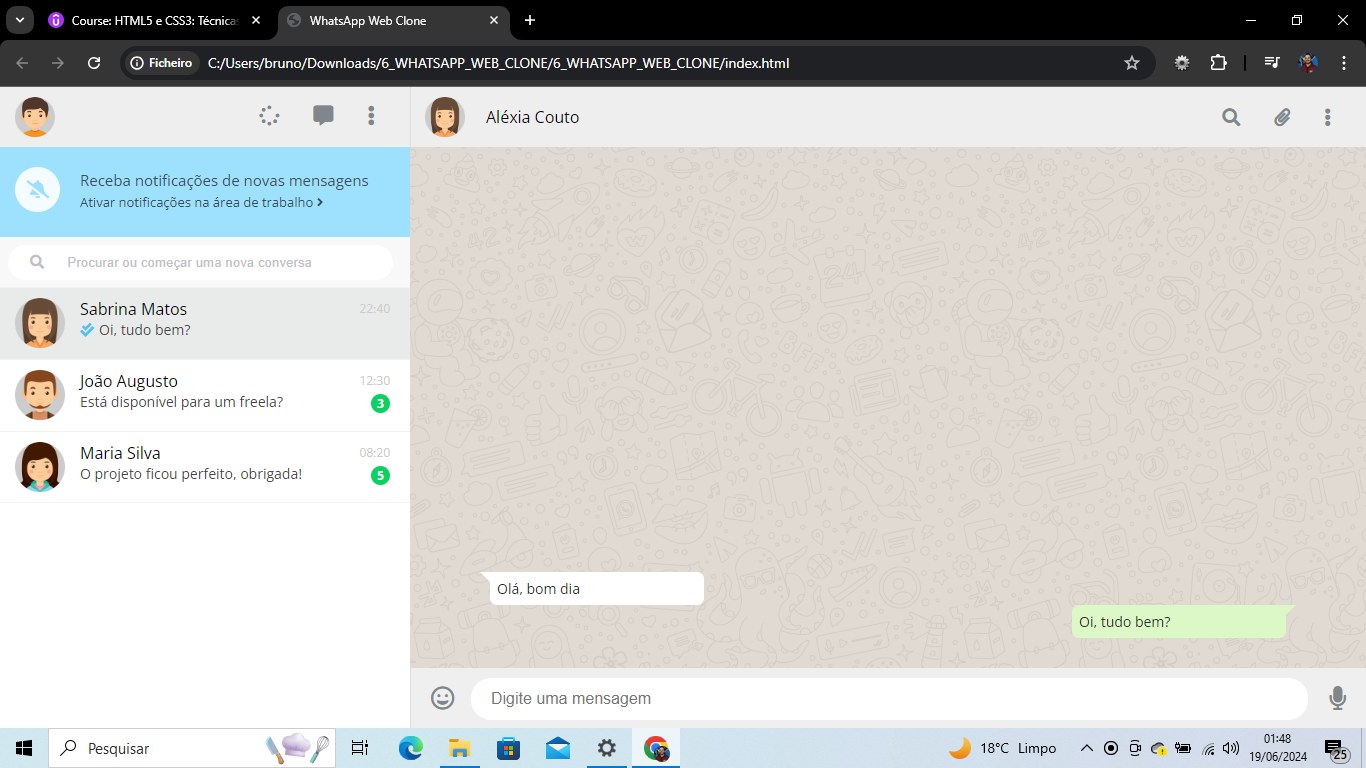 Course: HTML5 e CSS3: Técnica
WhatsApp Web Clone
Ficheiro
C:/Users/bruno/Downloads/6_WHATSAPP_WEB_CLONE/6_WHATSAPP_WEB_CLONE/index.html
Aléxia Couto
Receba notificações de novas mensagens
Ativar notificações na área de trabalho
Procurar ou começar uma nova conversa
Sabrina Matos 22:40
Oi, tudo bem?
João Augusto 12:30
Está disponível para um freela? 3
Maria Silva 08:20
O projeto ficou perfeito, obrigada! 5
Olá, bom dia
Oi, tudo bem?
Digite uma mensagem
Pesquisar
18°C Limpo
01:48
19/06/2024
25